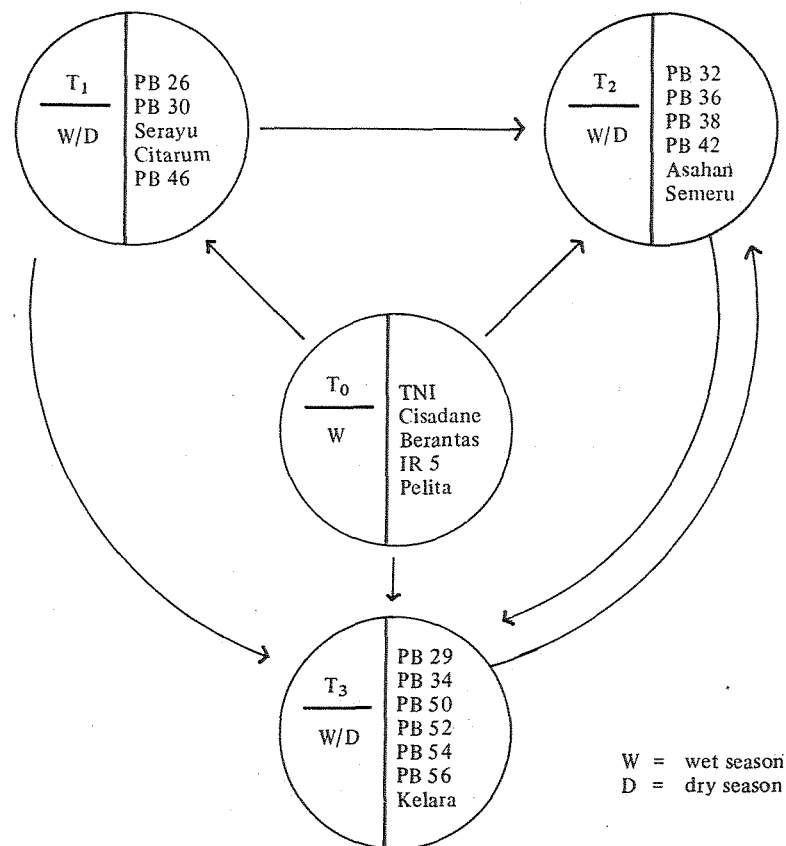 T₁
W/D
PB 26
PB 30
Serayu
Citarum
PB 46
T₂
W/D
PB 32
PB 36
PB 38
PB 42
Asahan
Semeru
T₀
W
TNI
Cisadane
Berantas
IR 5
Pelita
T₃
W/D
PB 29
PB 34
PB 50
PB 52
PB 54
PB 56
Kelara
W = wet season
D = dry season